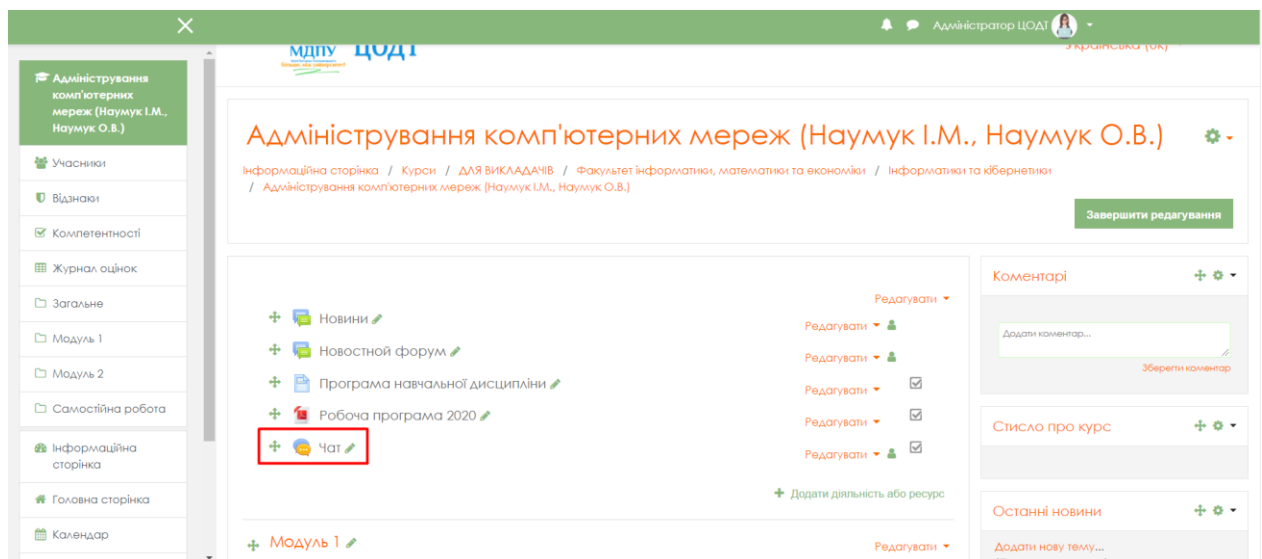 Адміністратор ЦОДТ
МДПУ ЦОДТ
Українська (uk)
Адміністрування
комп'ютерних
мереж (Наумук І.М.,
Наумук О.В.)
Учасники
Відзнаки
Компетентності
Журнал оцінок
Загальне
Модуль 1
Модуль 2
Самостійна робота
Інформаційна
сторінка
Головна сторінка
Календар
Адміністрування комп'ютерних мереж (Наумук І.М., Наумук О.В.)
Інформаційна сторінка / Курси / ДЛЯ ВИКЛАДАЧІВ / Факультет інформатики, математики та економіки / Інформатики та кібернетики
/ Адміністрування комп'ютерних мереж (Наумук І.М., Наумук О.В.)
Завершити редагування
Редагувати
Новини Редагувати
Новостной форум Редагувати
Програма навчальної дисципліни Редагувати
Робоча програма 2020 Редагувати
Чат Редагувати
Додати діяльність або ресурс
Модуль 1 Редагувати
Коментарі
Додати коментар...
Зберегти коментар
Стисло про курс
Останні новини
Додати нову тему...